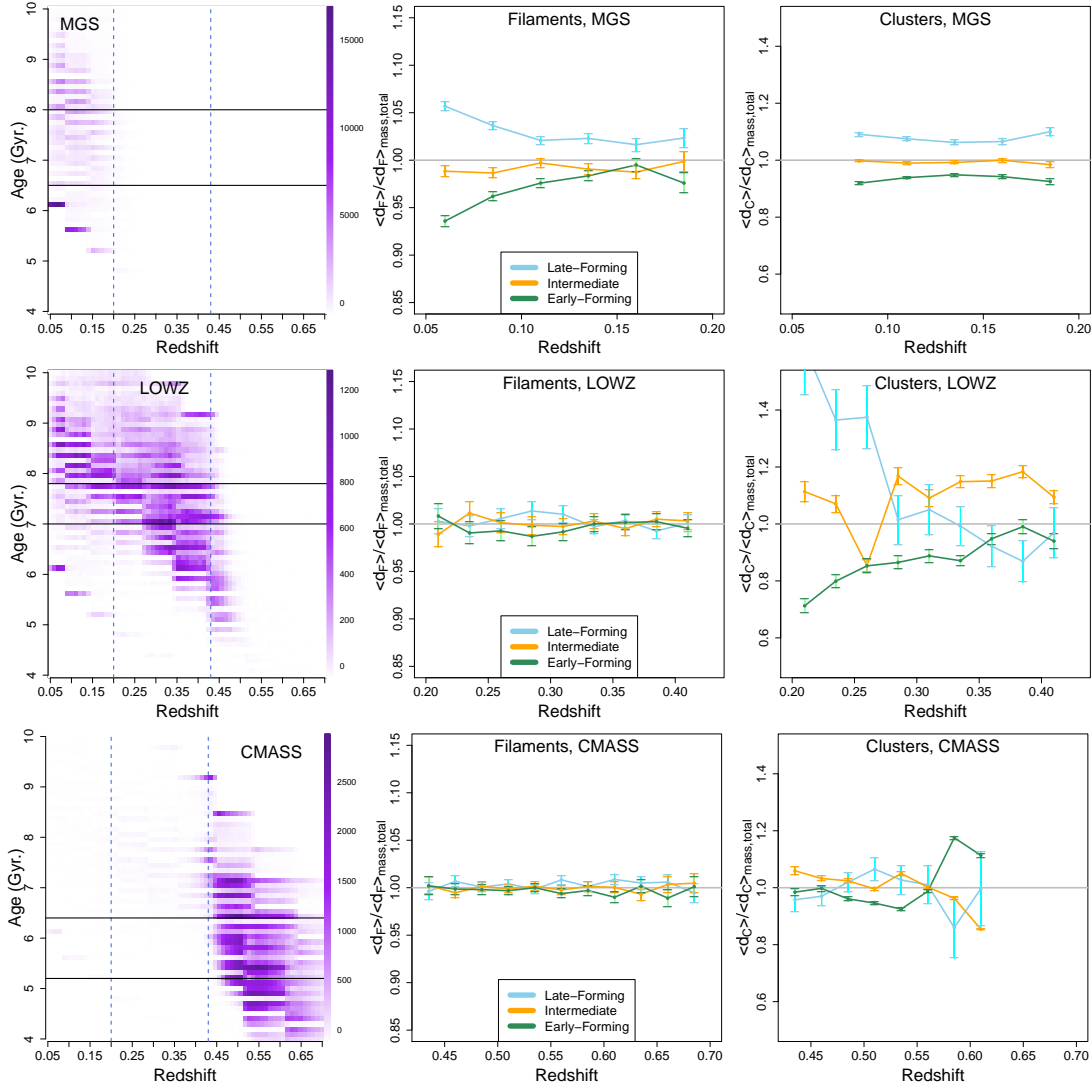 MGS
Age (Gyr.)
4 5 6 7 8 9 10
0.05 0.15 0.25 0.35 0.45 0.55 0.65
Redshift
0 5000 10000 15000
Filaments, MGS
<d_F>/<d_F>mass,total
0.85 0.90 0.95 1.00 1.05 1.10 1.15
Late−Forming
Intermediate
Early−Forming
0.05 0.10 0.15 0.20
Redshift
Clusters, MGS
<d_C>/<d_C>mass,total
0.6 0.8 1.0 1.2 1.4
0.05 0.10 0.15 0.20
Redshift
LOWZ
Age (Gyr.)
4 5 6 7 8 9 10
0.05 0.15 0.25 0.35 0.45 0.55 0.65
Redshift
0 200 400 600 800 1000 1200
Filaments, LOWZ
<d_F>/<d_F>mass,total
0.85 0.90 0.95 1.00 1.05 1.10 1.15
Late−Forming
Intermediate
Early−Forming
0.20 0.25 0.30 0.35 0.40
Redshift
Clusters, LOWZ
<d_C>/<d_C>mass,total
0.6 0.8 1.0 1.2 1.4
0.20 0.25 0.30 0.35 0.40
Redshift
CMASS
Age (Gyr.)
4 5 6 7 8 9 10
0.05 0.15 0.25 0.35 0.45 0.55 0.65
Redshift
0 500 1000 1500 2000 2500
Filaments, CMASS
<d_F>/<d_F>mass,total
0.85 0.90 0.95 1.00 1.05 1.10 1.15
Late−Forming
Intermediate
Early−Forming
0.45 0.50 0.55 0.60 0.65 0.70
Redshift
Clusters, CMASS
<d_C>/<d_C>mass,total
0.6 0.8 1.0 1.2 1.4
0.45 0.50 0.55 0.60 0.65 0.70
Redshift